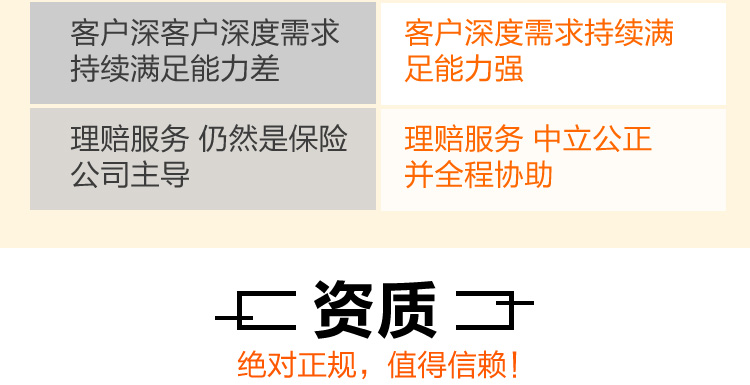 客户深客户深度需求
持续满足能力差
客户深度需求持续满
足能力强
理赔服务 仍然是保险
公司主导
理赔服务 中立公正
并全程协助
资质
绝对正规，值得信赖！